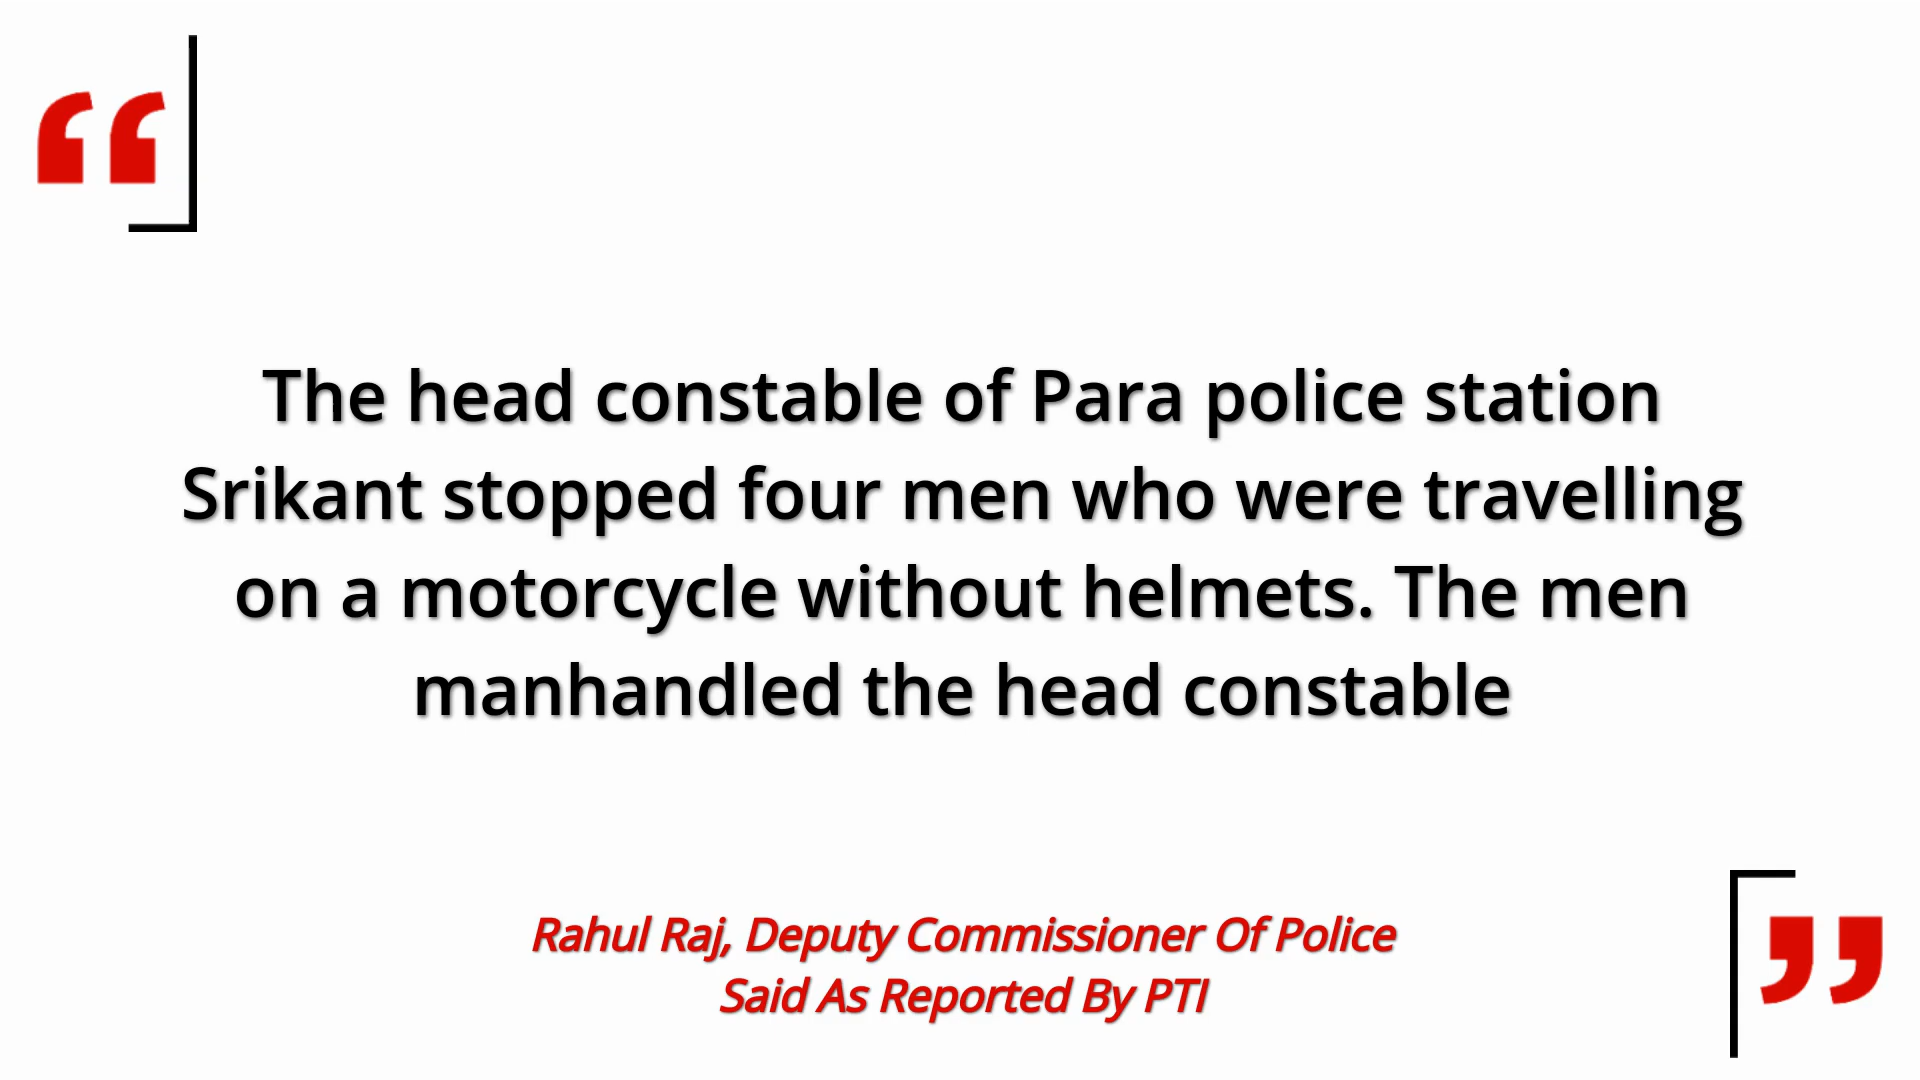 “
The head constable of Para police station
Srikant stopped four men who were travelling
on a motorcycle without helmets. The men
manhandled the head constable
Rahul Raj, Deputy Commissioner Of Police
Said As Reported By PTI
”